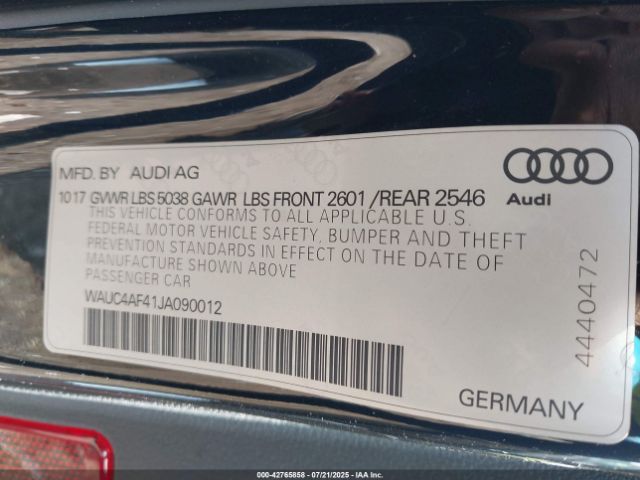 MFD. BY AUDI AG
1017 GVWR LBS 5038 GAWR LBS FRONT 2601 / REAR 2546
THIS VEHICLE CONFORMS TO ALL APPLICABLE U.S.
FEDERAL MOTOR VEHICLE SAFETY, BUMPER AND THEFT
PREVENTION STANDARDS IN EFFECT ON THE DATE OF
MANUFACTURE SHOWN ABOVE
PASSENGER CAR
WAUC4AF41JA090012
Audi
4440472
GERMANY
000-42765858 07/21/2025 IAAI.COM